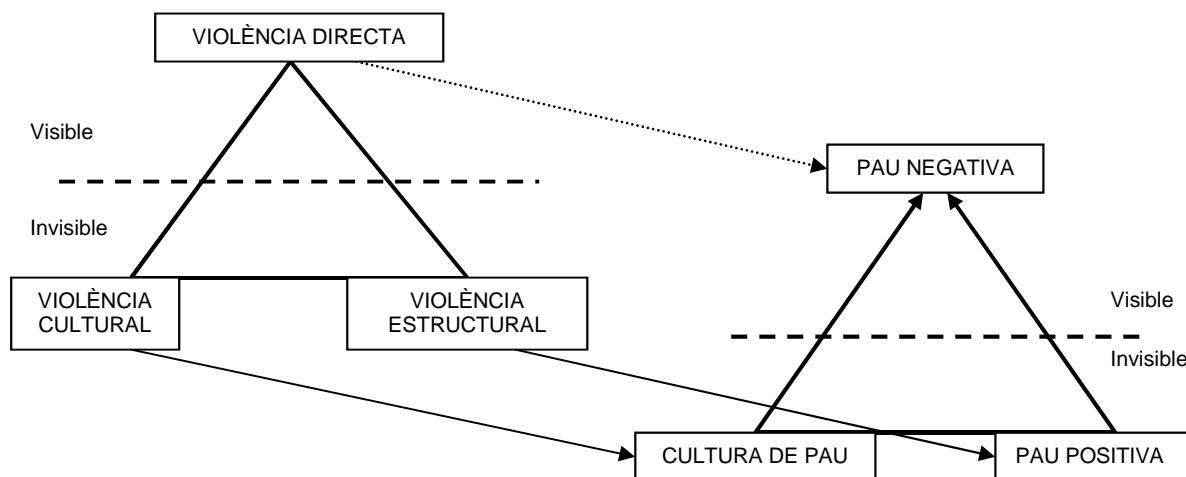 VIOLÈNCIA DIRECTA
Visible
PAU NEGATIVA
Invisible
VIOLÈNCIA
CULTURAL
VIOLÈNCIA
ESTRUCTURAL
Visible
Invisible
CULTURA DE PAU
PAU POSITIVA